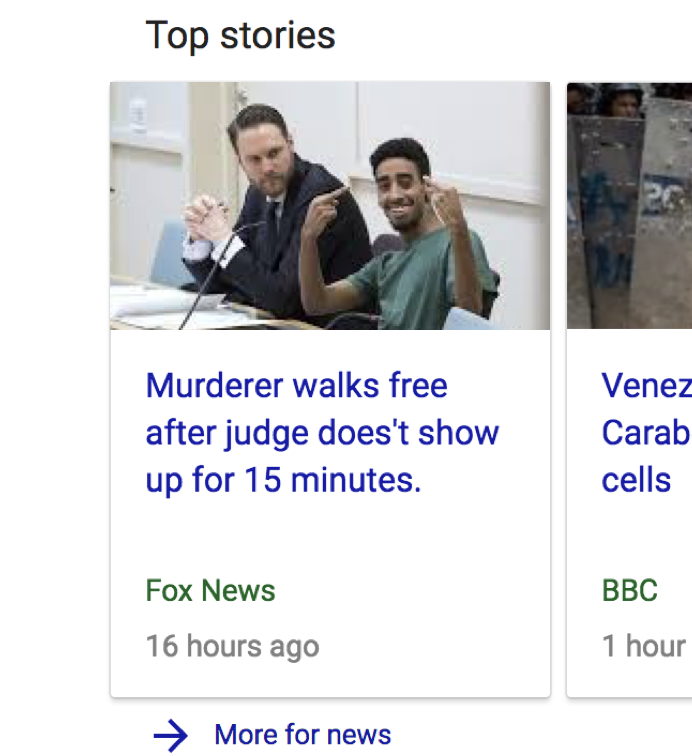 Top stories
Murderer walks free
after judge does't show
up for 15 minutes.
Fox News
16 hours ago
Carab
cells
BBC
1 hour
More for news